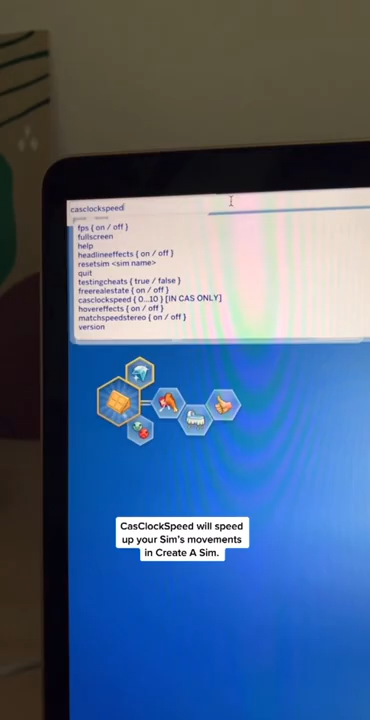 casclockspeed
fps { on / off }
fullscreen
help
headlineeffects { on / off }
resetsim <sim name>
quit
testingcheats { true / false }
freerealestate { on / off }
casclockspeed { 0...10 } [IN CAS ONLY]
hovereffects { on / off }
matchspeedstereo { on / off }
version
CasClockSpeed will speed
up your Sim's movements
in Create A Sim.